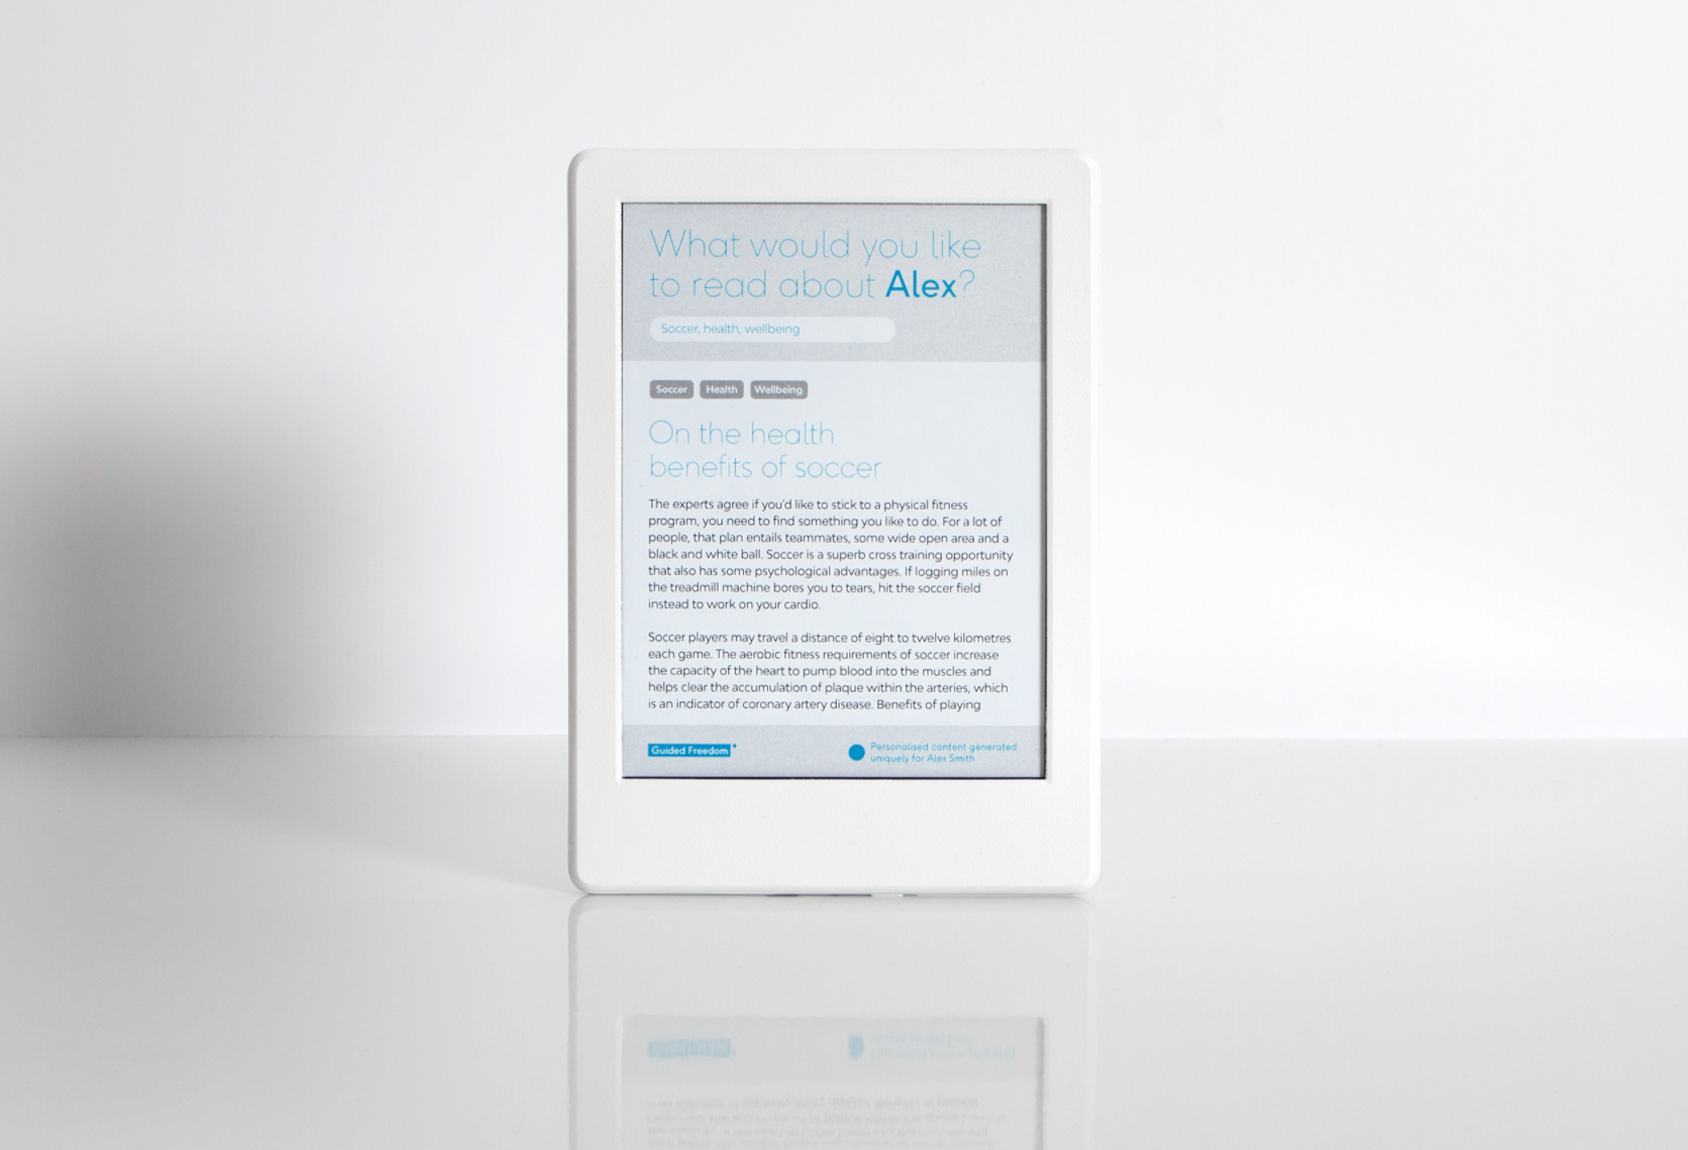 What would you like
to read about Alex?
Soccer, health, wellbeing
Soccer Health Wellbeing
On the health
benefits of soccer
The experts agree if you'd like to stick to a physical fitness
program, you need to find something you like to do. For a lot of
people, that plan entails teammates, some wide open area and a
black and white ball. Soccer is a superb cross training opportunity
that also has some psychological advantages. If logging miles on
the treadmill machine bores you to tears, hit the soccer field
instead to work on your cardio.
Soccer players may travel a distance of eight to twelve kilometres
each game. The aerobic fitness requirements of soccer increase
the capacity of the heart to pump blood into the muscles and
helps clear the accumulation of plaque within the arteries, which
is an indicator of coronary artery disease. Benefits of playing
Guided Freedom
Personalised content generated
uniquely for Alex Smith